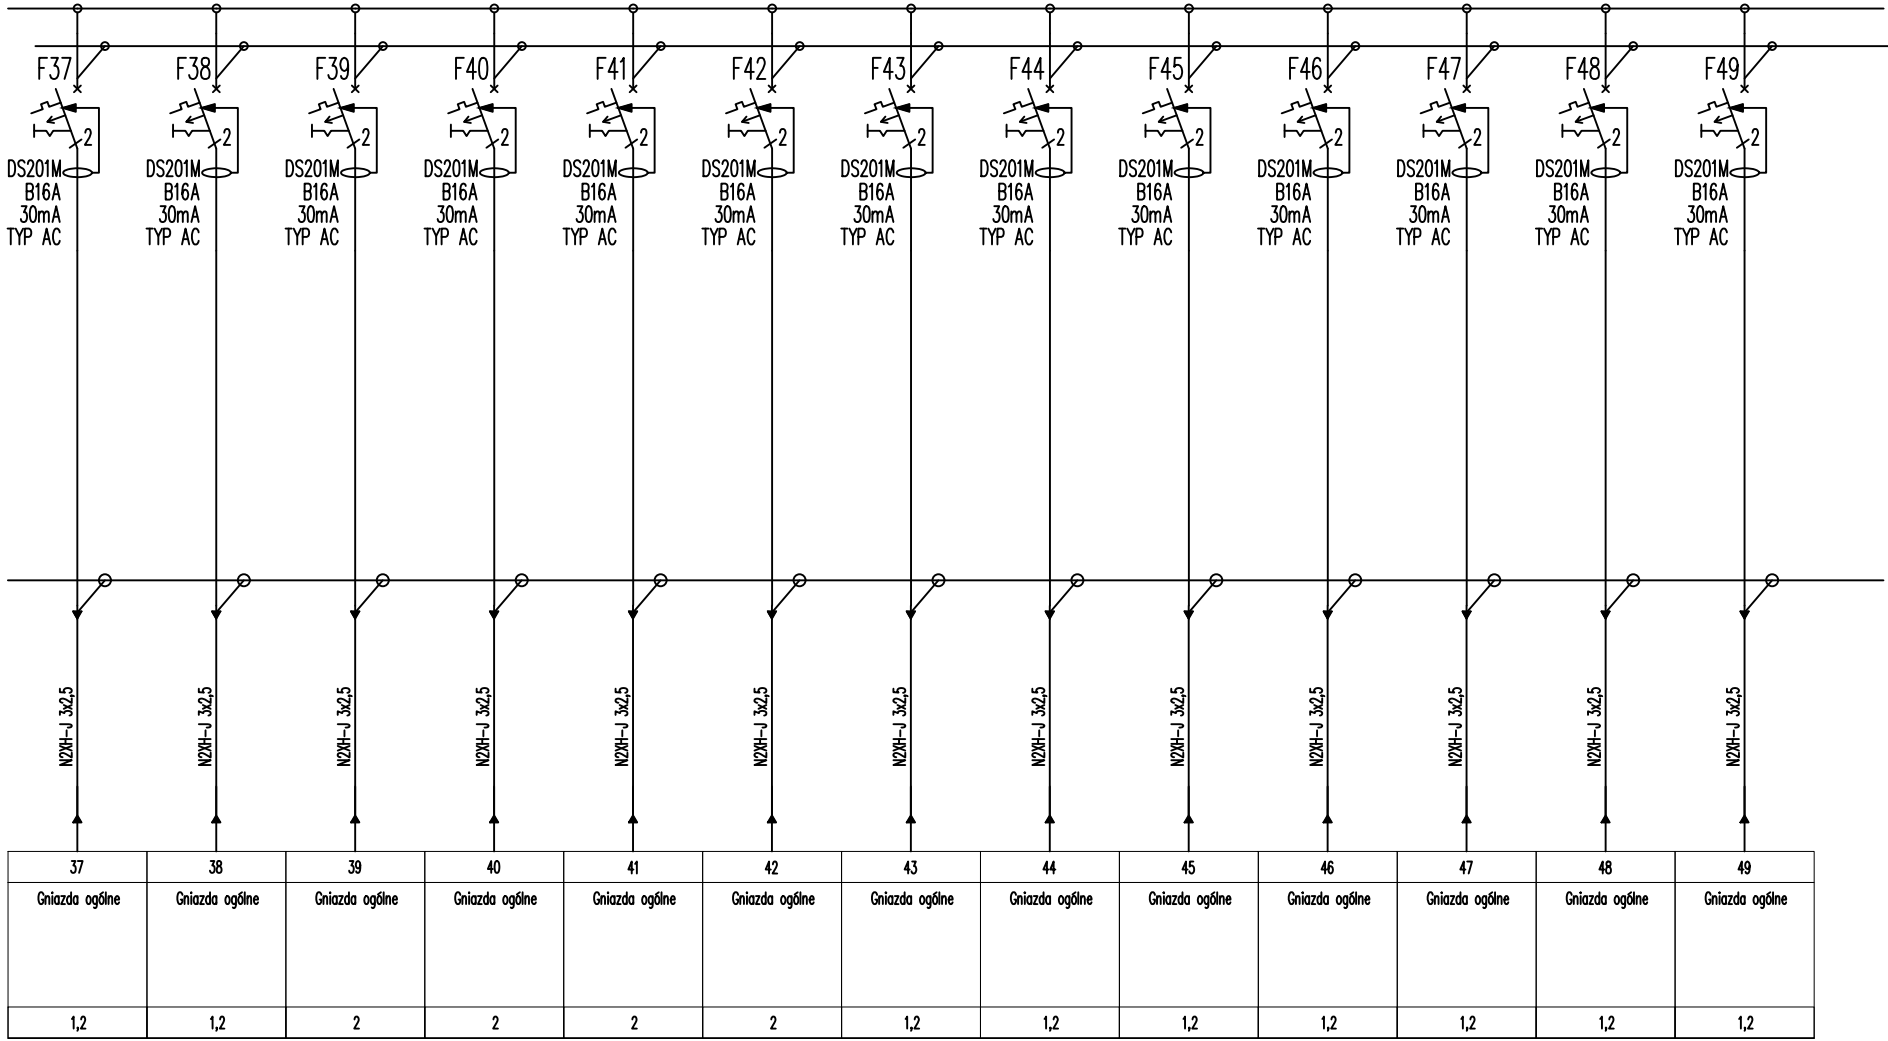 F37 F38 F39 F40 F41 F42 F43 F44 F45 F46 F47 F48 F49
2 2 2 2 2 2 2 2 2 2 2 2 2
DS201M DS201M DS201M DS201M DS201M DS201M DS201M DS201M DS201M DS201M DS201M DS201M DS201M
B16A B16A B16A B16A B16A B16A B16A B16A B16A B16A B16A B16A B16A
30mA 30mA 30mA 30mA 30mA 30mA 30mA 30mA 30mA 30mA 30mA 30mA 30mA
TYP AC TYP AC TYP AC TYP AC TYP AC TYP AC TYP AC TYP AC TYP AC TYP AC TYP AC TYP AC TYP AC
N2XH-J 3x2,5 N2XH-J 3x2,5 N2XH-J 3x2,5 N2XH-J 3x2,5 N2XH-J 3x2,5 N2XH-J 3x2,5 N2XH-J 3x2,5 N2XH-J 3x2,5 N2XH-J 3x2,5 N2XH-J 3x2,5 N2XH-J 3x2,5 N2XH-J 3x2,5 N2XH-J 3x2,5
37 38 39 40 41 42 43 44 45 46 47 48 49
Gniazda ogólne Gniazda ogólne Gniazda ogólne Gniazda ogólne Gniazda ogólne Gniazda ogólne Gniazda ogólne Gniazda ogólne Gniazda ogólne Gniazda ogólne Gniazda ogólne Gniazda ogólne Gniazda ogólne
1,2 1,2 2 2 2 2 1,2 1,2 1,2 1,2 1,2 1,2 1,2